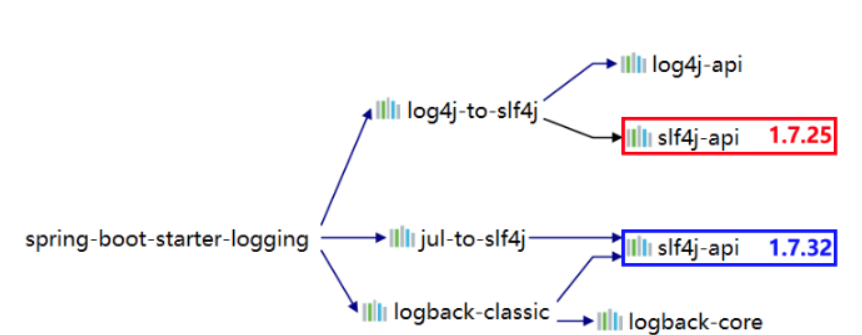 log4j-api
log4j-to-slf4j
slf4j-api 1.7.25
spring-boot-starter-logging
jul-to-slf4j
slf4j-api 1.7.32
logback-classic
logback-core